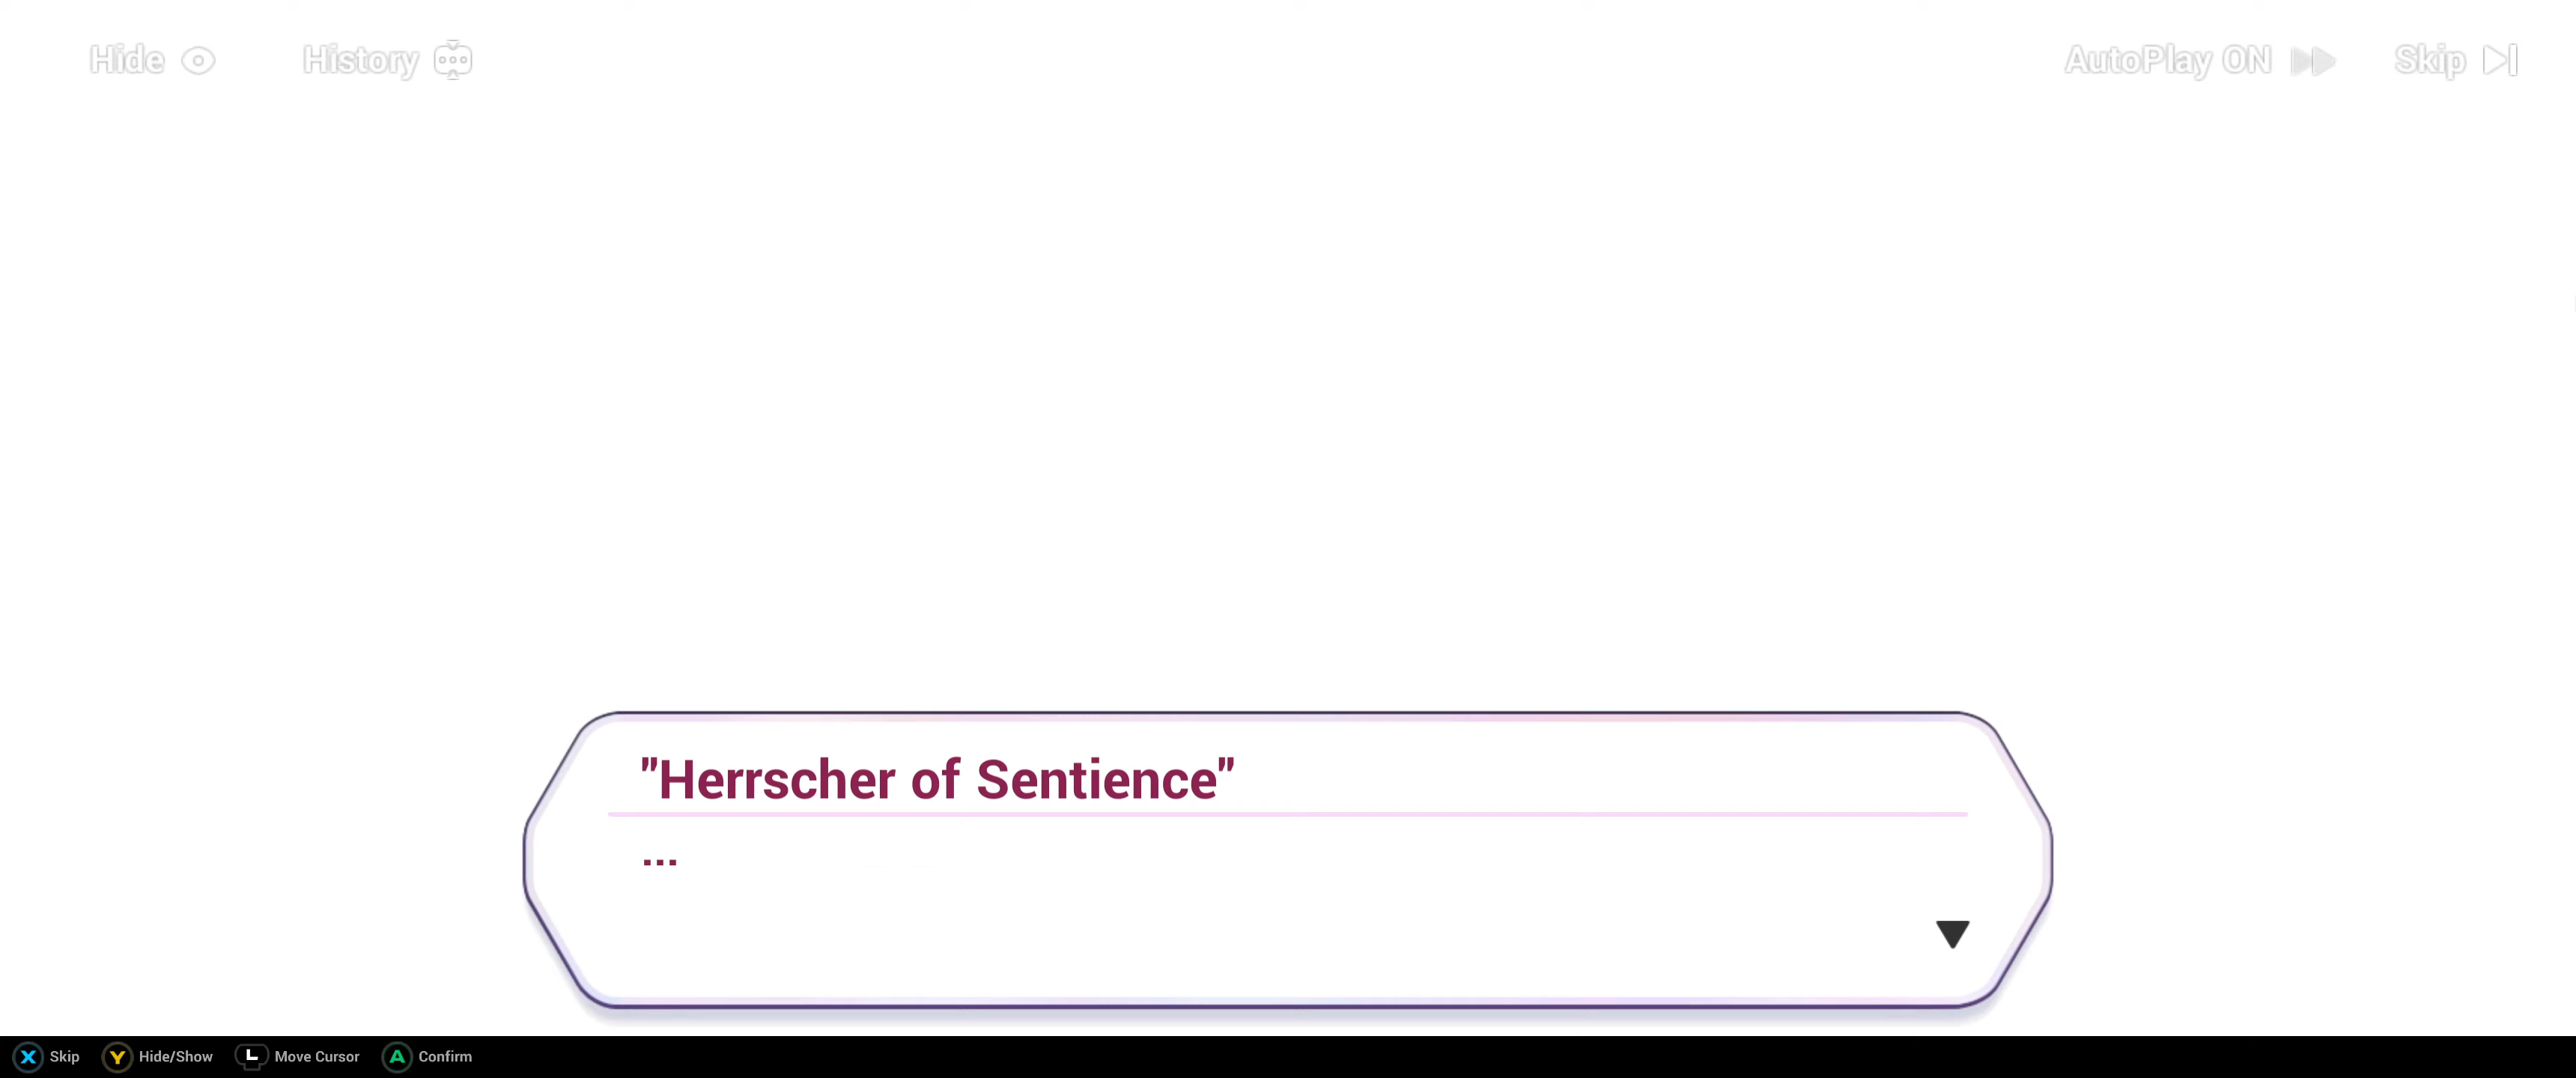 Hide
History
AutoPlay ON
Skip
"Herrscher of Sentience"
...
X Skip
Y Hide/Show
L Move Cursor
A Confirm